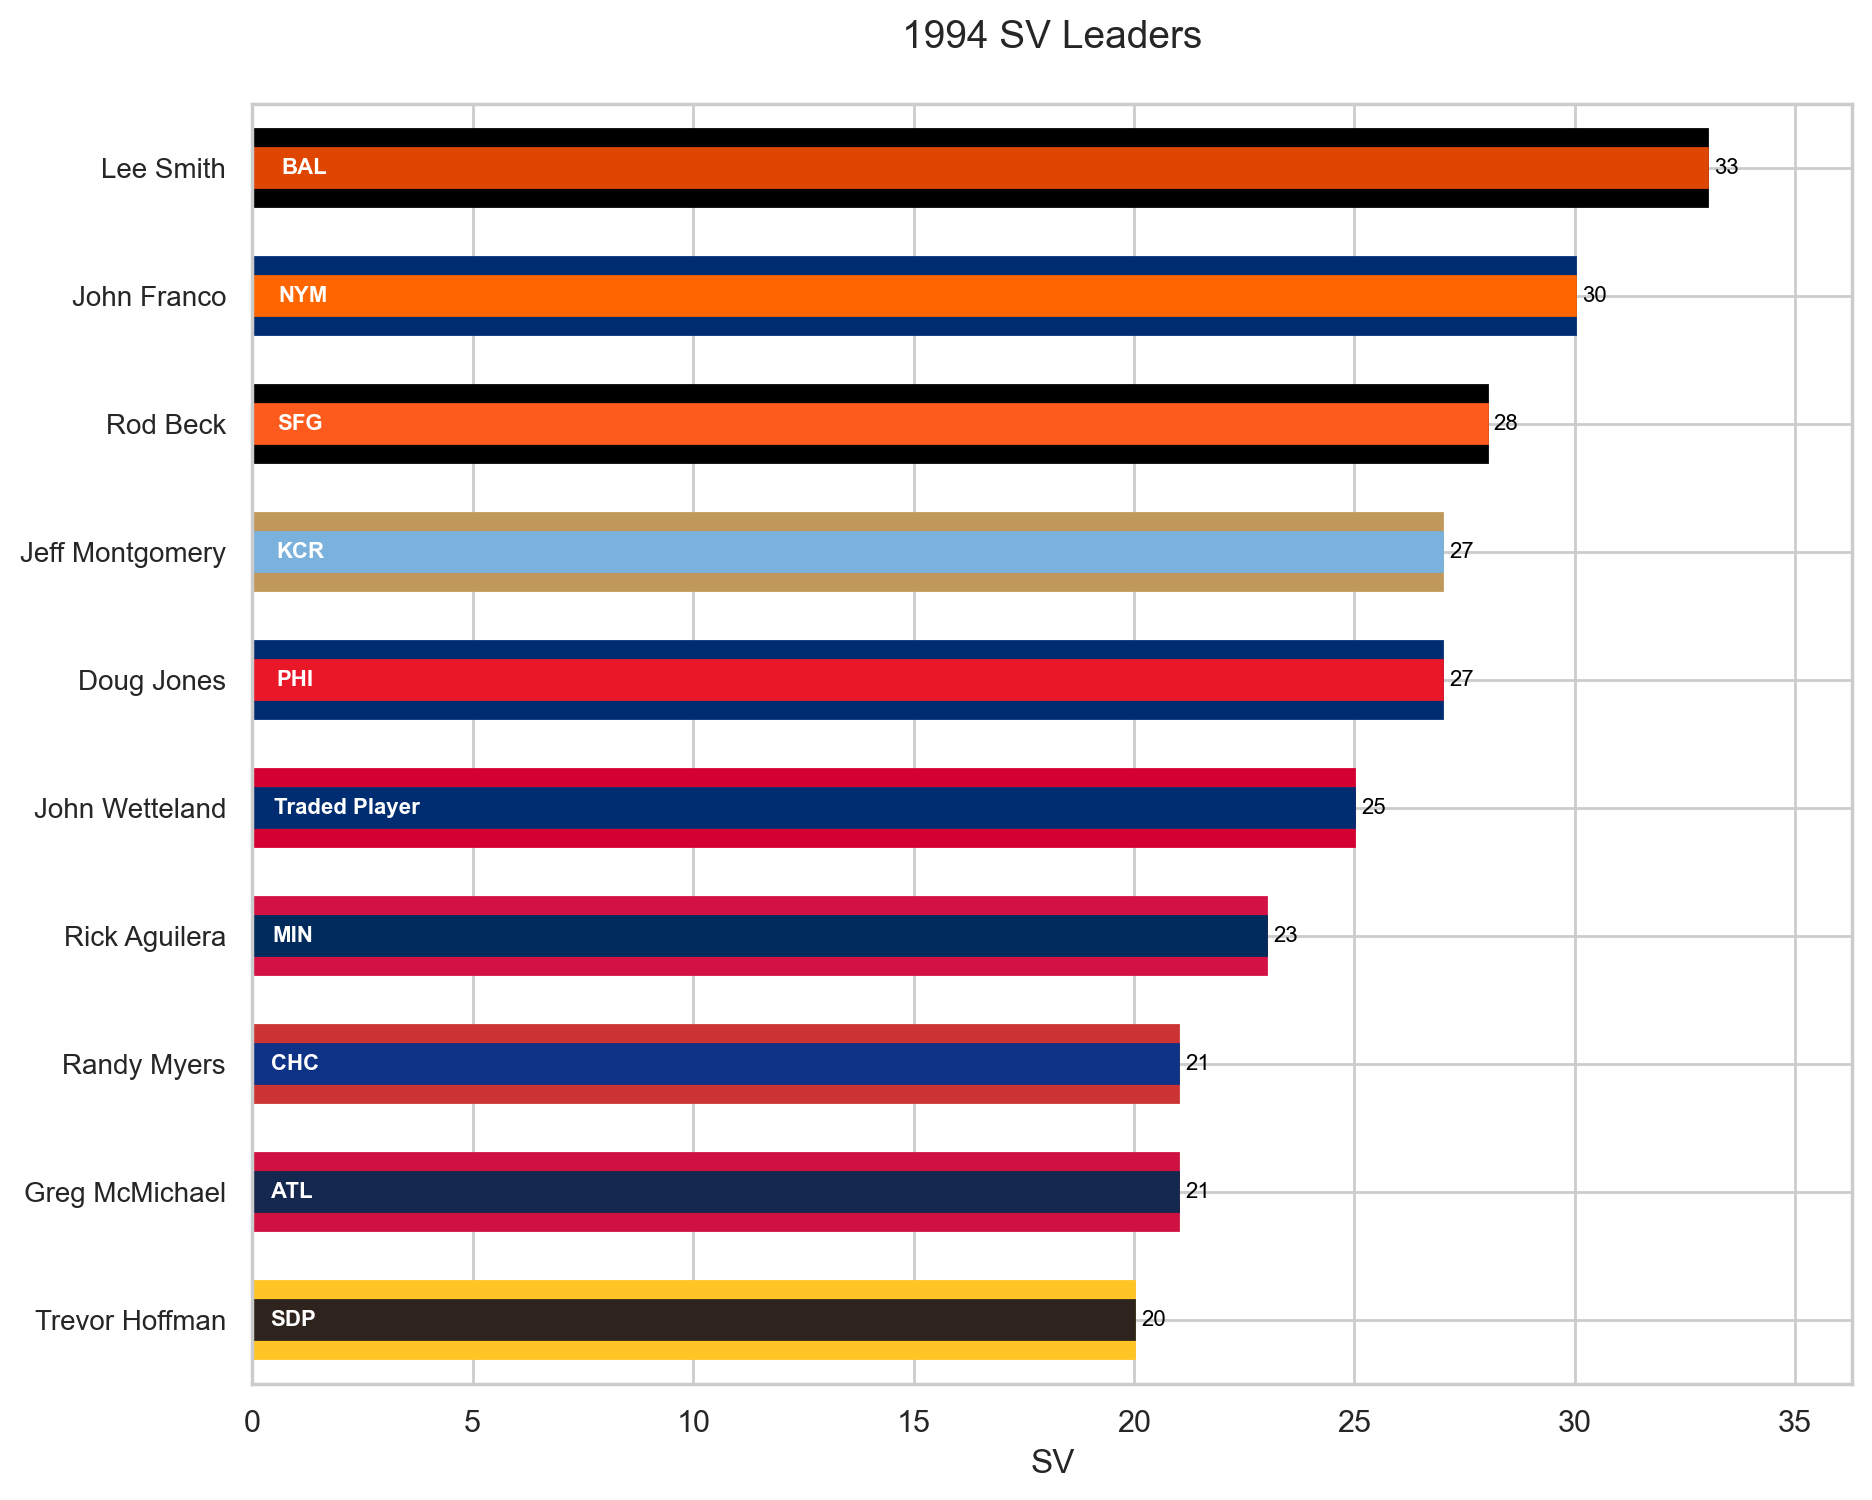 1994 SV Leaders
Lee Smith BAL 33
John Franco NYM 30
Rod Beck SFG 28
Jeff Montgomery KCR 27
Doug Jones PHI 27
John Wetteland Traded Player 25
Rick Aguilera MIN 23
Randy Myers CHC 21
Greg McMichael ATL 21
Trevor Hoffman SDP 20
0 5 10 15 20 25 30 35
SV